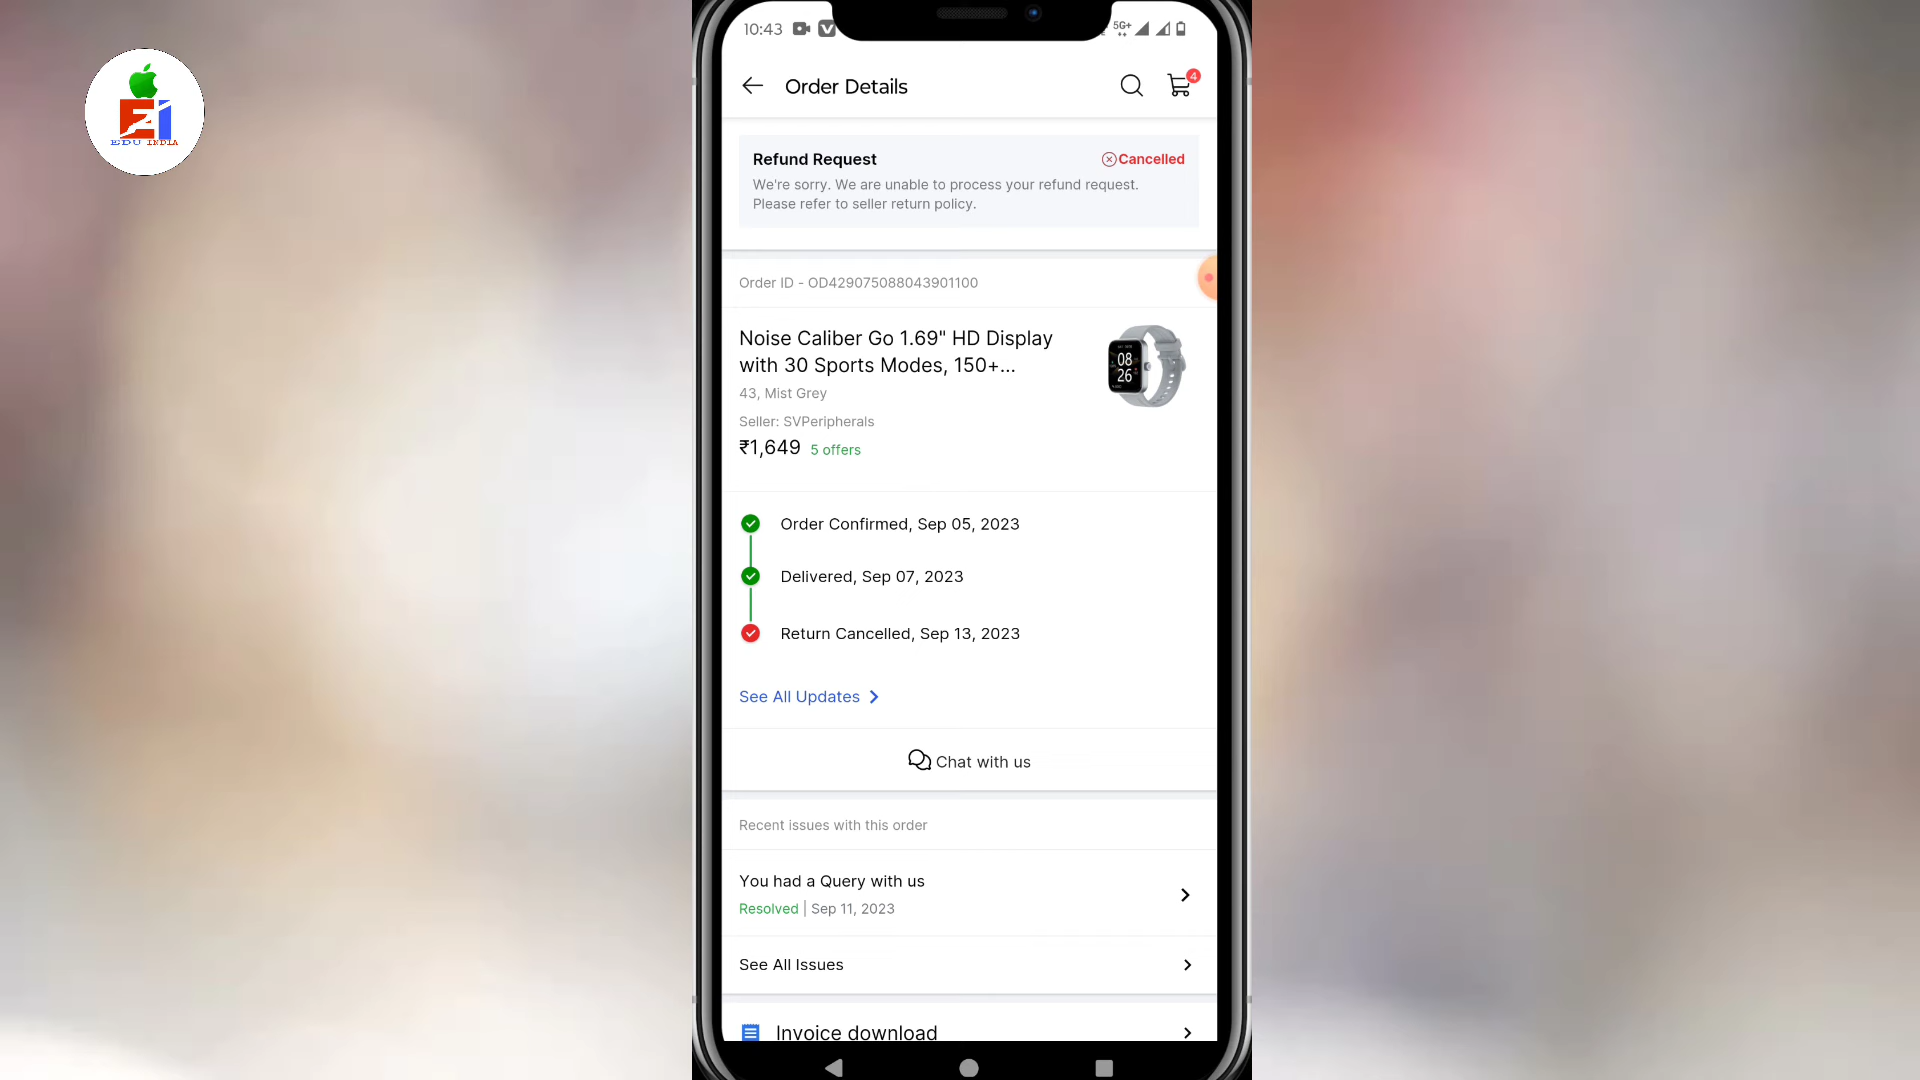 EDU INDIA
10:43
5G+
Order Details
4
Refund Request
Cancelled
We're sorry. We are unable to process your refund request.
Please refer to seller return policy.
Order ID - OD429075088043901100
Noise Caliber Go 1.69" HD Display
with 30 Sports Modes, 150+...
43, Mist Grey
Seller: SVPeripherals
₹1,649 5 offers
08
26
Order Confirmed, Sep 05, 2023
Delivered, Sep 07, 2023
Return Cancelled, Sep 13, 2023
See All Updates
Chat with us
Recent issues with this order
You had a Query with us
Resolved | Sep 11, 2023
See All Issues
Invoice download